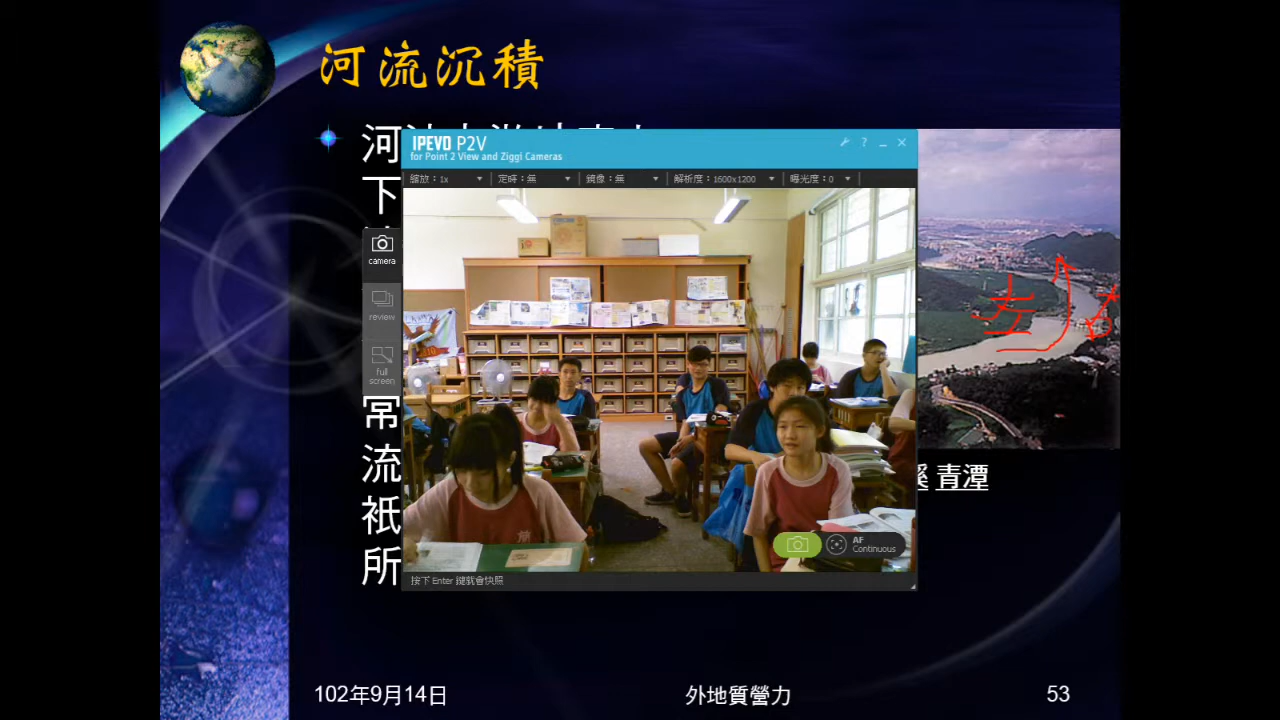 河流沉積
河
下
IPEVO P2V
for Point 2 View and Ziggi Cameras
縮放：1x
定時：無
鏡像：無
解析度：1600x1200
曝光度：0
camera
review
full
screen
左
右
AF
Continuous
按下 Enter 鍵就會快照
流
祇
所
溪 青潭
102年9月14日
外地質營力
53